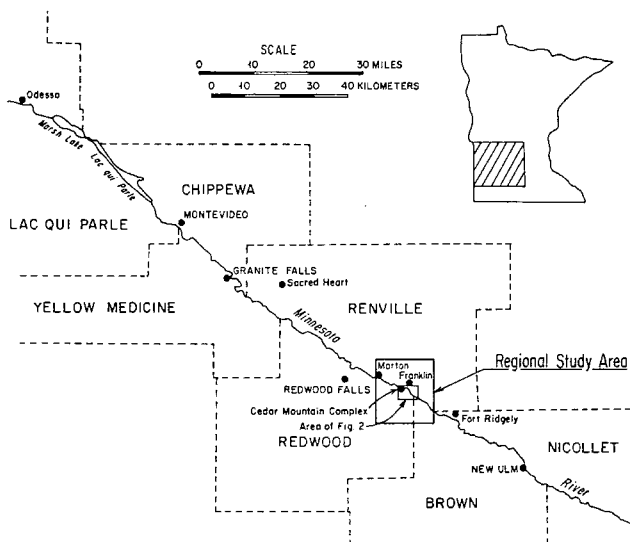 SCALE
0 10 20 30 MILES
0 10 20 30 40 KILOMETERS
Odessa
Marsh Lake
Lac qui Parle
CHIPPEWA
LAC QUI PARLE
MONTEVIDEO
GRANITE FALLS
Sacred Heart
YELLOW MEDICINE
RENVILLE
Minnesota
Regional Study Area
Morton
Franklin
REDWOOD FALLS
Cedar Mountain Complex
Area of Fig. 2
REDWOOD
Fort Ridgely
NICOLLET
NEW ULM
River
BROWN